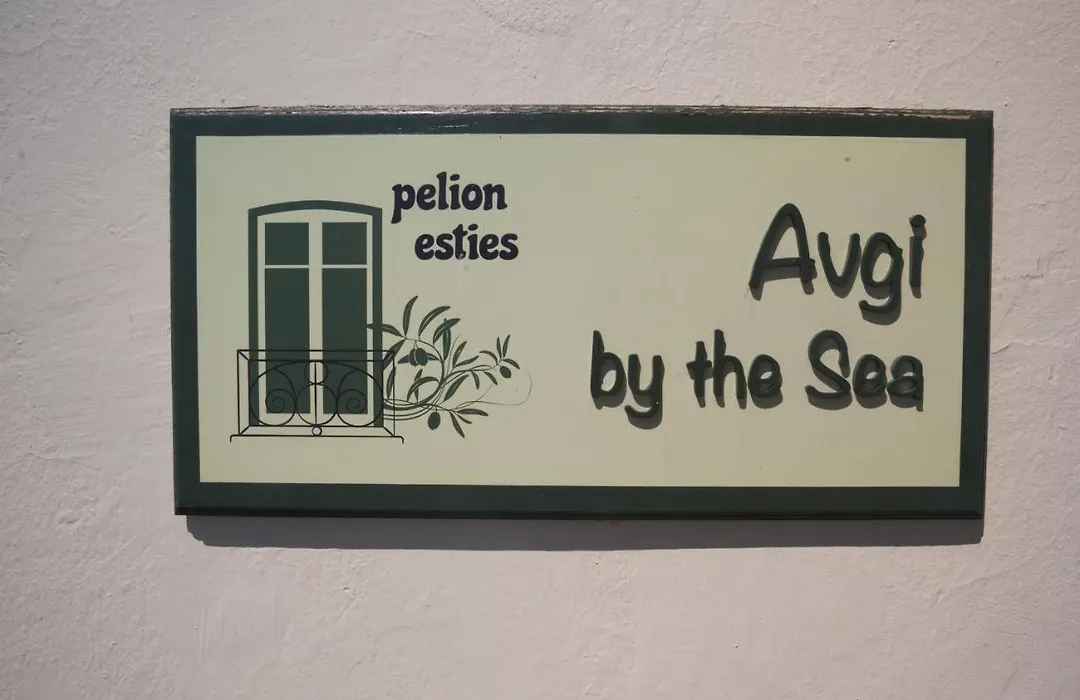 pelion
esties
Avgi
by the Sea